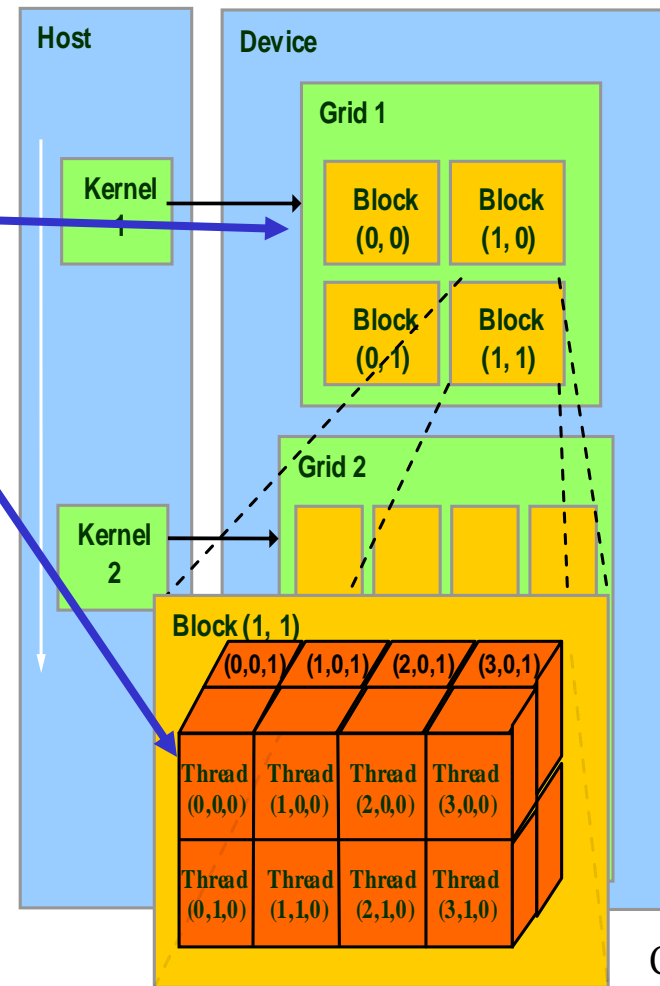 Host
Device
Grid 1
Kernel
1
Block
(0, 0)
Block
(1, 0)
Block
(0, 1)
Block
(1, 1)
Grid 2
Kernel
2
Block (1, 1)
(0,0,1) (1,0,1) (2,0,1) (3,0,1)
Thread
(0,0,0)
Thread
(1,0,0)
Thread
(2,0,0)
Thread
(3,0,0)
Thread
(0,1,0)
Thread
(1,1,0)
Thread
(2,1,0)
Thread
(3,1,0)